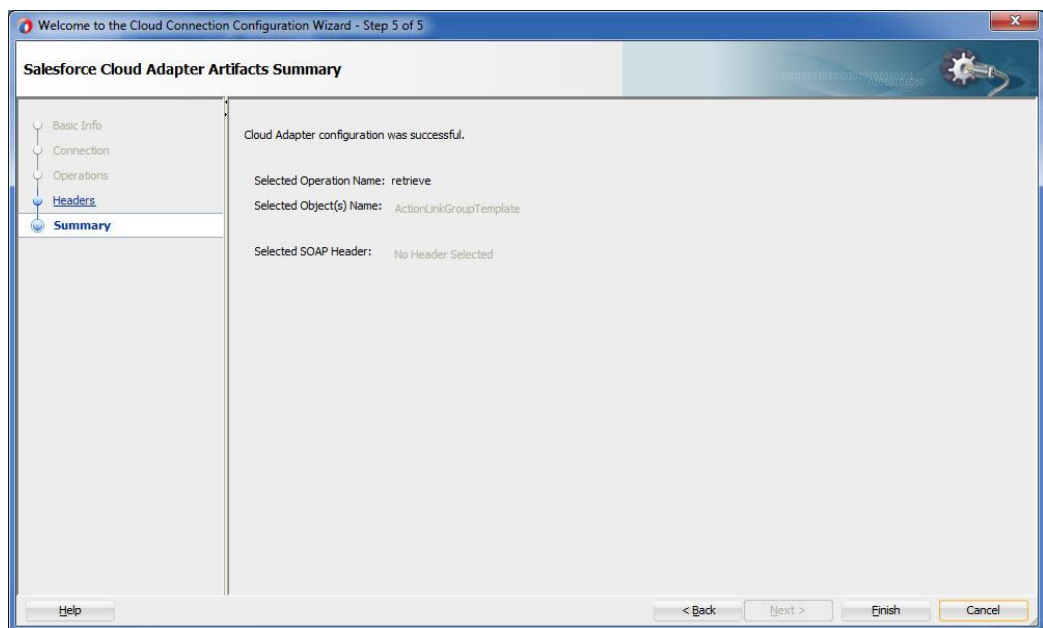 Welcome to the Cloud Connection Configuration Wizard - Step 5 of 5
Salesforce Cloud Adapter Artifacts Summary
Basic Info
Connection
Operations
Headers
Summary
Cloud Adapter configuration was successful.
Selected Operation Name: retrieve
Selected Object(s) Name: ActionLinkGroupTemplate
Selected SOAP Header: No Header Selected
Help
< Back
Next >
Finish
Cancel